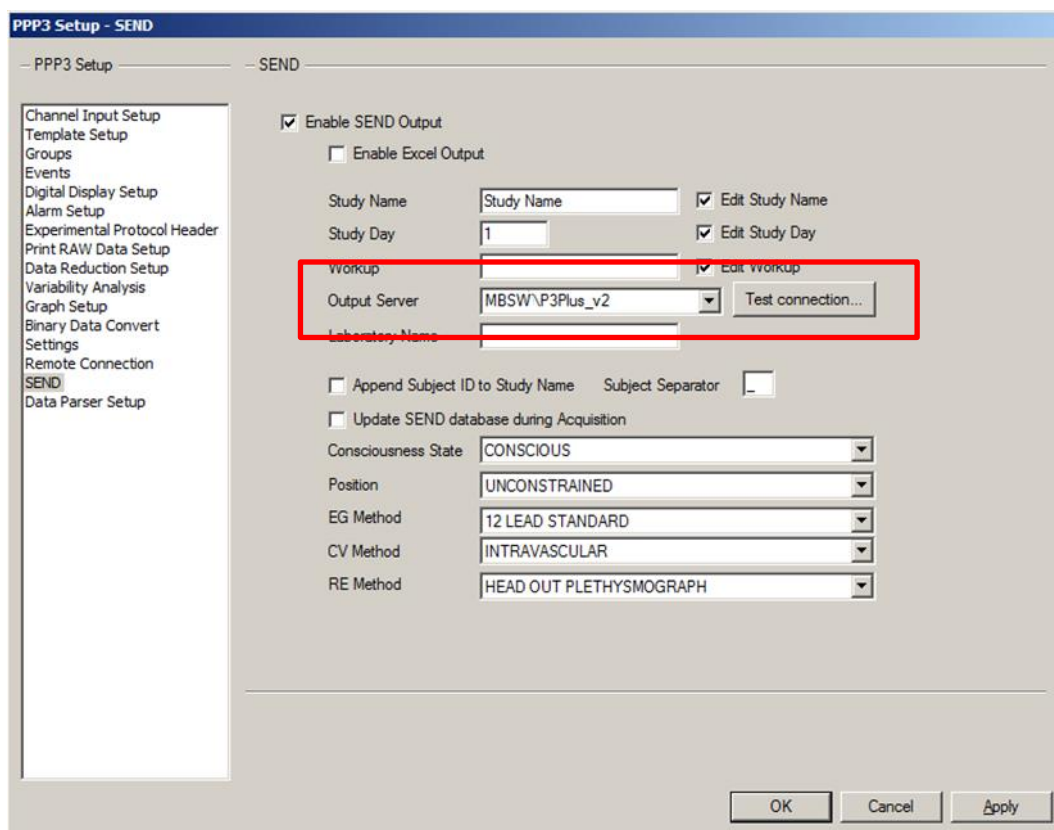 PPP3 Setup - SEND
PPP3 Setup
SEND
Channel Input Setup
Template Setup
Groups
Events
Digital Display Setup
Alarm Setup
Experimental Protocol Header
Print RAW Data Setup
Data Reduction Setup
Variability Analysis
Graph Setup
Binary Data Convert
Settings
Remote Connection
SEND
Data Parser Setup
Enable SEND Output
Enable Excel Output
Study Name Study Name Edit Study Name
Study Day 1 Edit Study Day
Workup Edit Workup
Output Server MBSW\P3Plus_v2 Test connection...
Laboratory Name
Append Subject ID to Study Name Subject Separator _
Update SEND database during Acquisition
Consciousness State CONSCIOUS
Position UNCONSTRAINED
EG Method 12 LEAD STANDARD
CV Method INTRAVASCULAR
RE Method HEAD OUT PLETHYSMOGRAPH
OK Cancel Apply